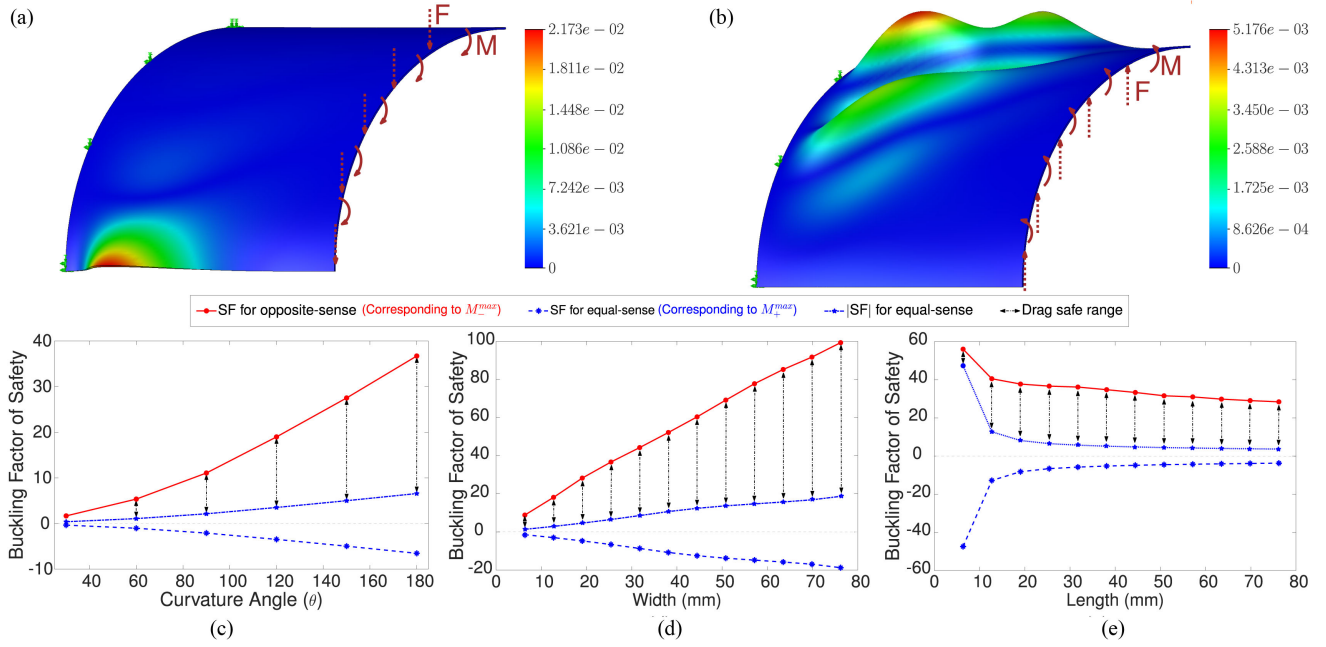 (a)
F
M
2.173e − 02
1.811e − 02
1.448e − 02
1.086e − 02
7.242e − 03
3.621e − 03
0
(b)
M
F
5.176e − 03
4.313e − 03
3.450e − 03
2.588e − 03
1.725e − 03
8.626e − 04
0
SF for opposite-sense (Corresponding to M_-^{max}) SF for equal-sense (Corresponding to M_+^{max}) |SF| for equal-sense Drag safe range
Buckling Factor of Safety
40
30
20
10
0
-10
40 60 80 100 120 140 160 180
Curvature Angle (θ)
(c)
Buckling Factor of Safety
100
80
60
40
20
0
-20
0 10 20 30 40 50 60 70 80
Width (mm)
(d)
Buckling Factor of Safety
60
40
20
0
-20
-40
-60
0 10 20 30 40 50 60 70 80
Length (mm)
(e)